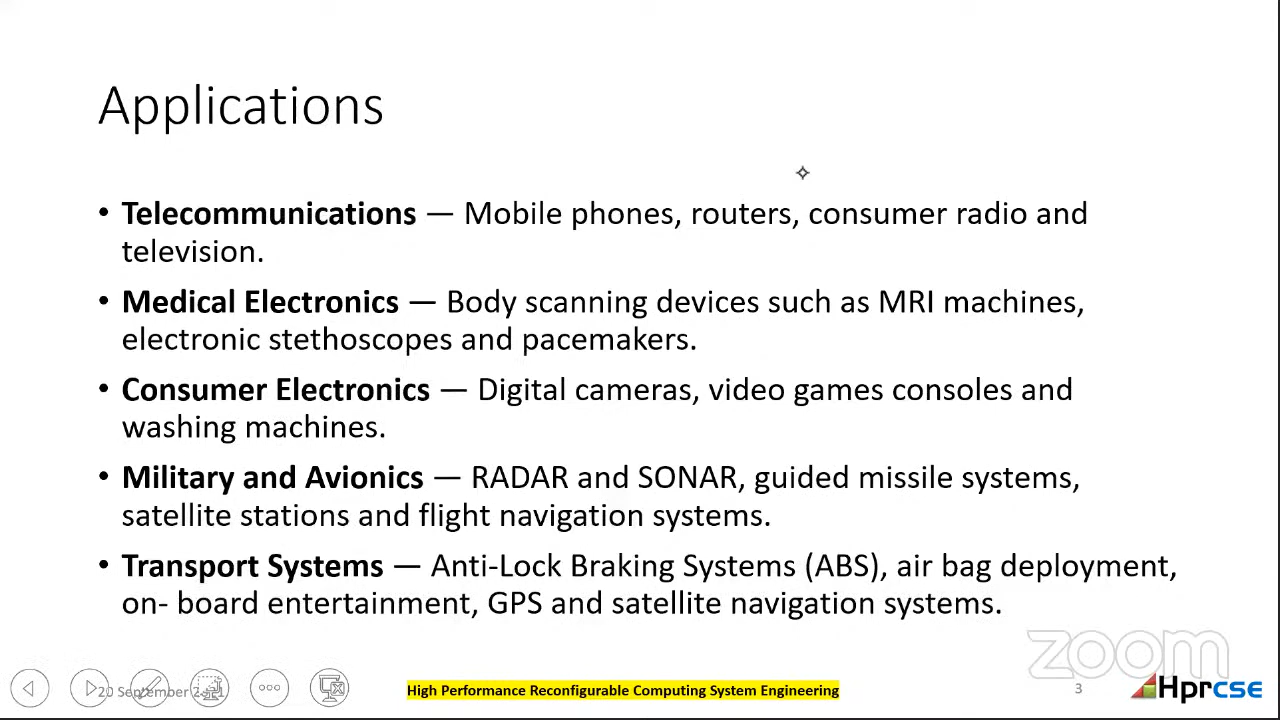 Applications
• Telecommunications — Mobile phones, routers, consumer radio and
television.
• Medical Electronics — Body scanning devices such as MRI machines,
electronic stethoscopes and pacemakers.
• Consumer Electronics — Digital cameras, video games consoles and
washing machines.
• Military and Avionics — RADAR and SONAR, guided missile systems,
satellite stations and flight navigation systems.
• Transport Systems — Anti-Lock Braking Systems (ABS), air bag deployment,
on- board entertainment, GPS and satellite navigation systems.
zoom
20 September
High Performance Reconfigurable Computing System Engineering
3
Hprcse